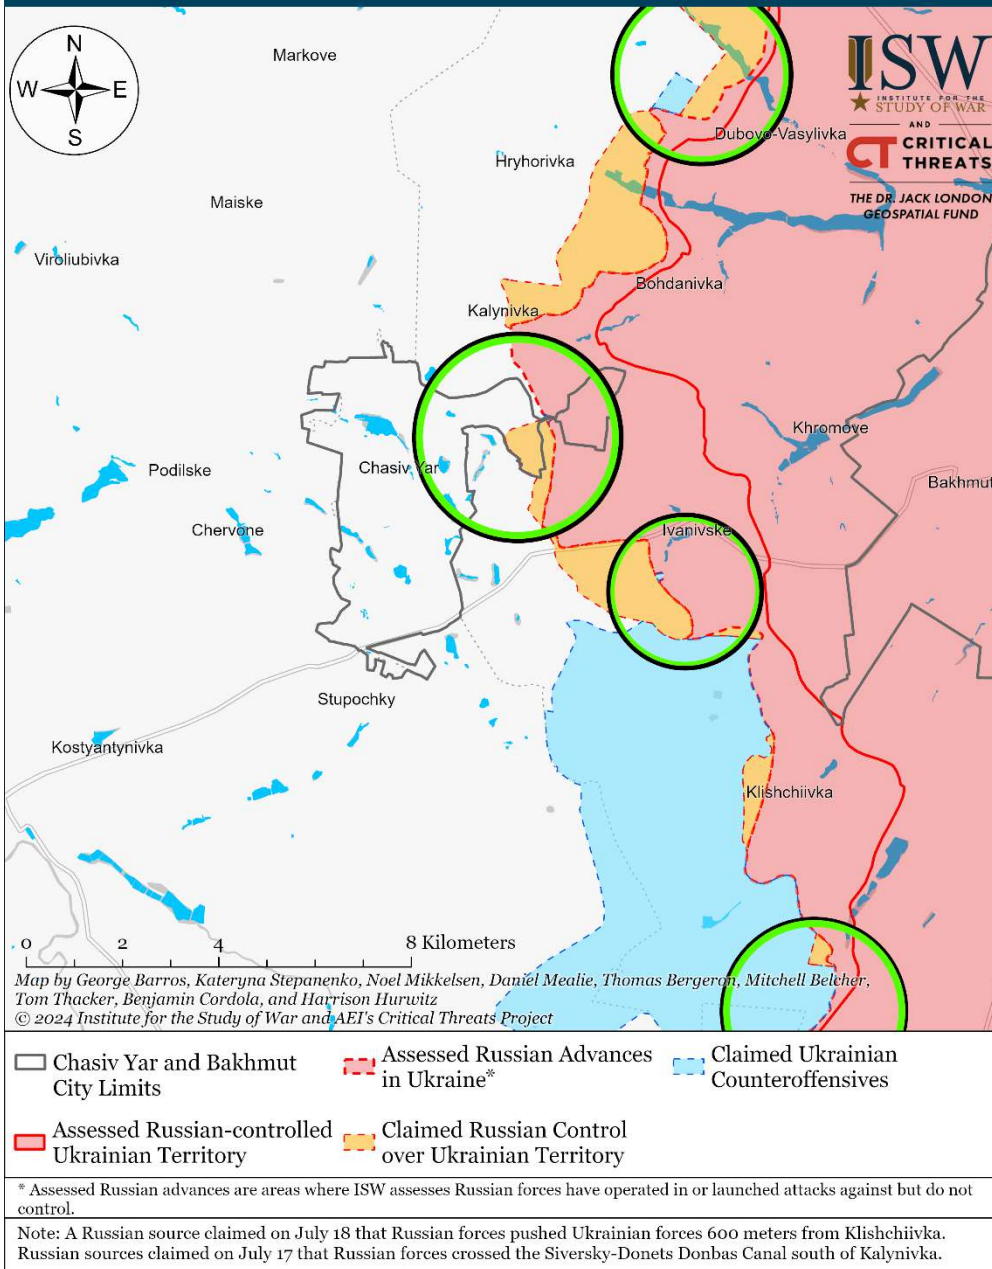 N
W E
S
Markove
ISW
INSTITUTE FOR THE
STUDY OF WAR
AND
CT CRITICAL
THREATS
THE DR. JACK LONDON
GEOSPATIAL FUND
Dubovo-Vasylivka
Hryhorivka
Maiske
Viroliubivka
Bohdanivka
Kalynivka
Khromove
Podilske
Chasiv Yar
Bakhmut
Chervone
Ivanivske
Stupochky
Kostyantynivka
Klishchiivka
0 2 4 8 Kilometers
Map by George Barros, Kateryna Stepanenko, Noel Mikkelsen, Daniel Mealie, Thomas Bergeron, Mitchell Belcher,
Tom Thacker, Benjamin Cordola, and Harrison Hurwitz
© 2024 Institute for the Study of War and AEI's Critical Threats Project
Chasiv Yar and Bakhmut
City Limits
Assessed Russian Advances
in Ukraine*
Claimed Ukrainian
Counteroffensives
Assessed Russian-controlled
Ukrainian Territory
Claimed Russian Control
over Ukrainian Territory
* Assessed Russian advances are areas where ISW assesses Russian forces have operated in or launched attacks against but do not
control.
Note: A Russian source claimed on July 18 that Russian forces pushed Ukrainian forces 600 meters from Klishchiivka.
Russian sources claimed on July 17 that Russian forces crossed the Siversky-Donets Donbas Canal south of Kalynivka.